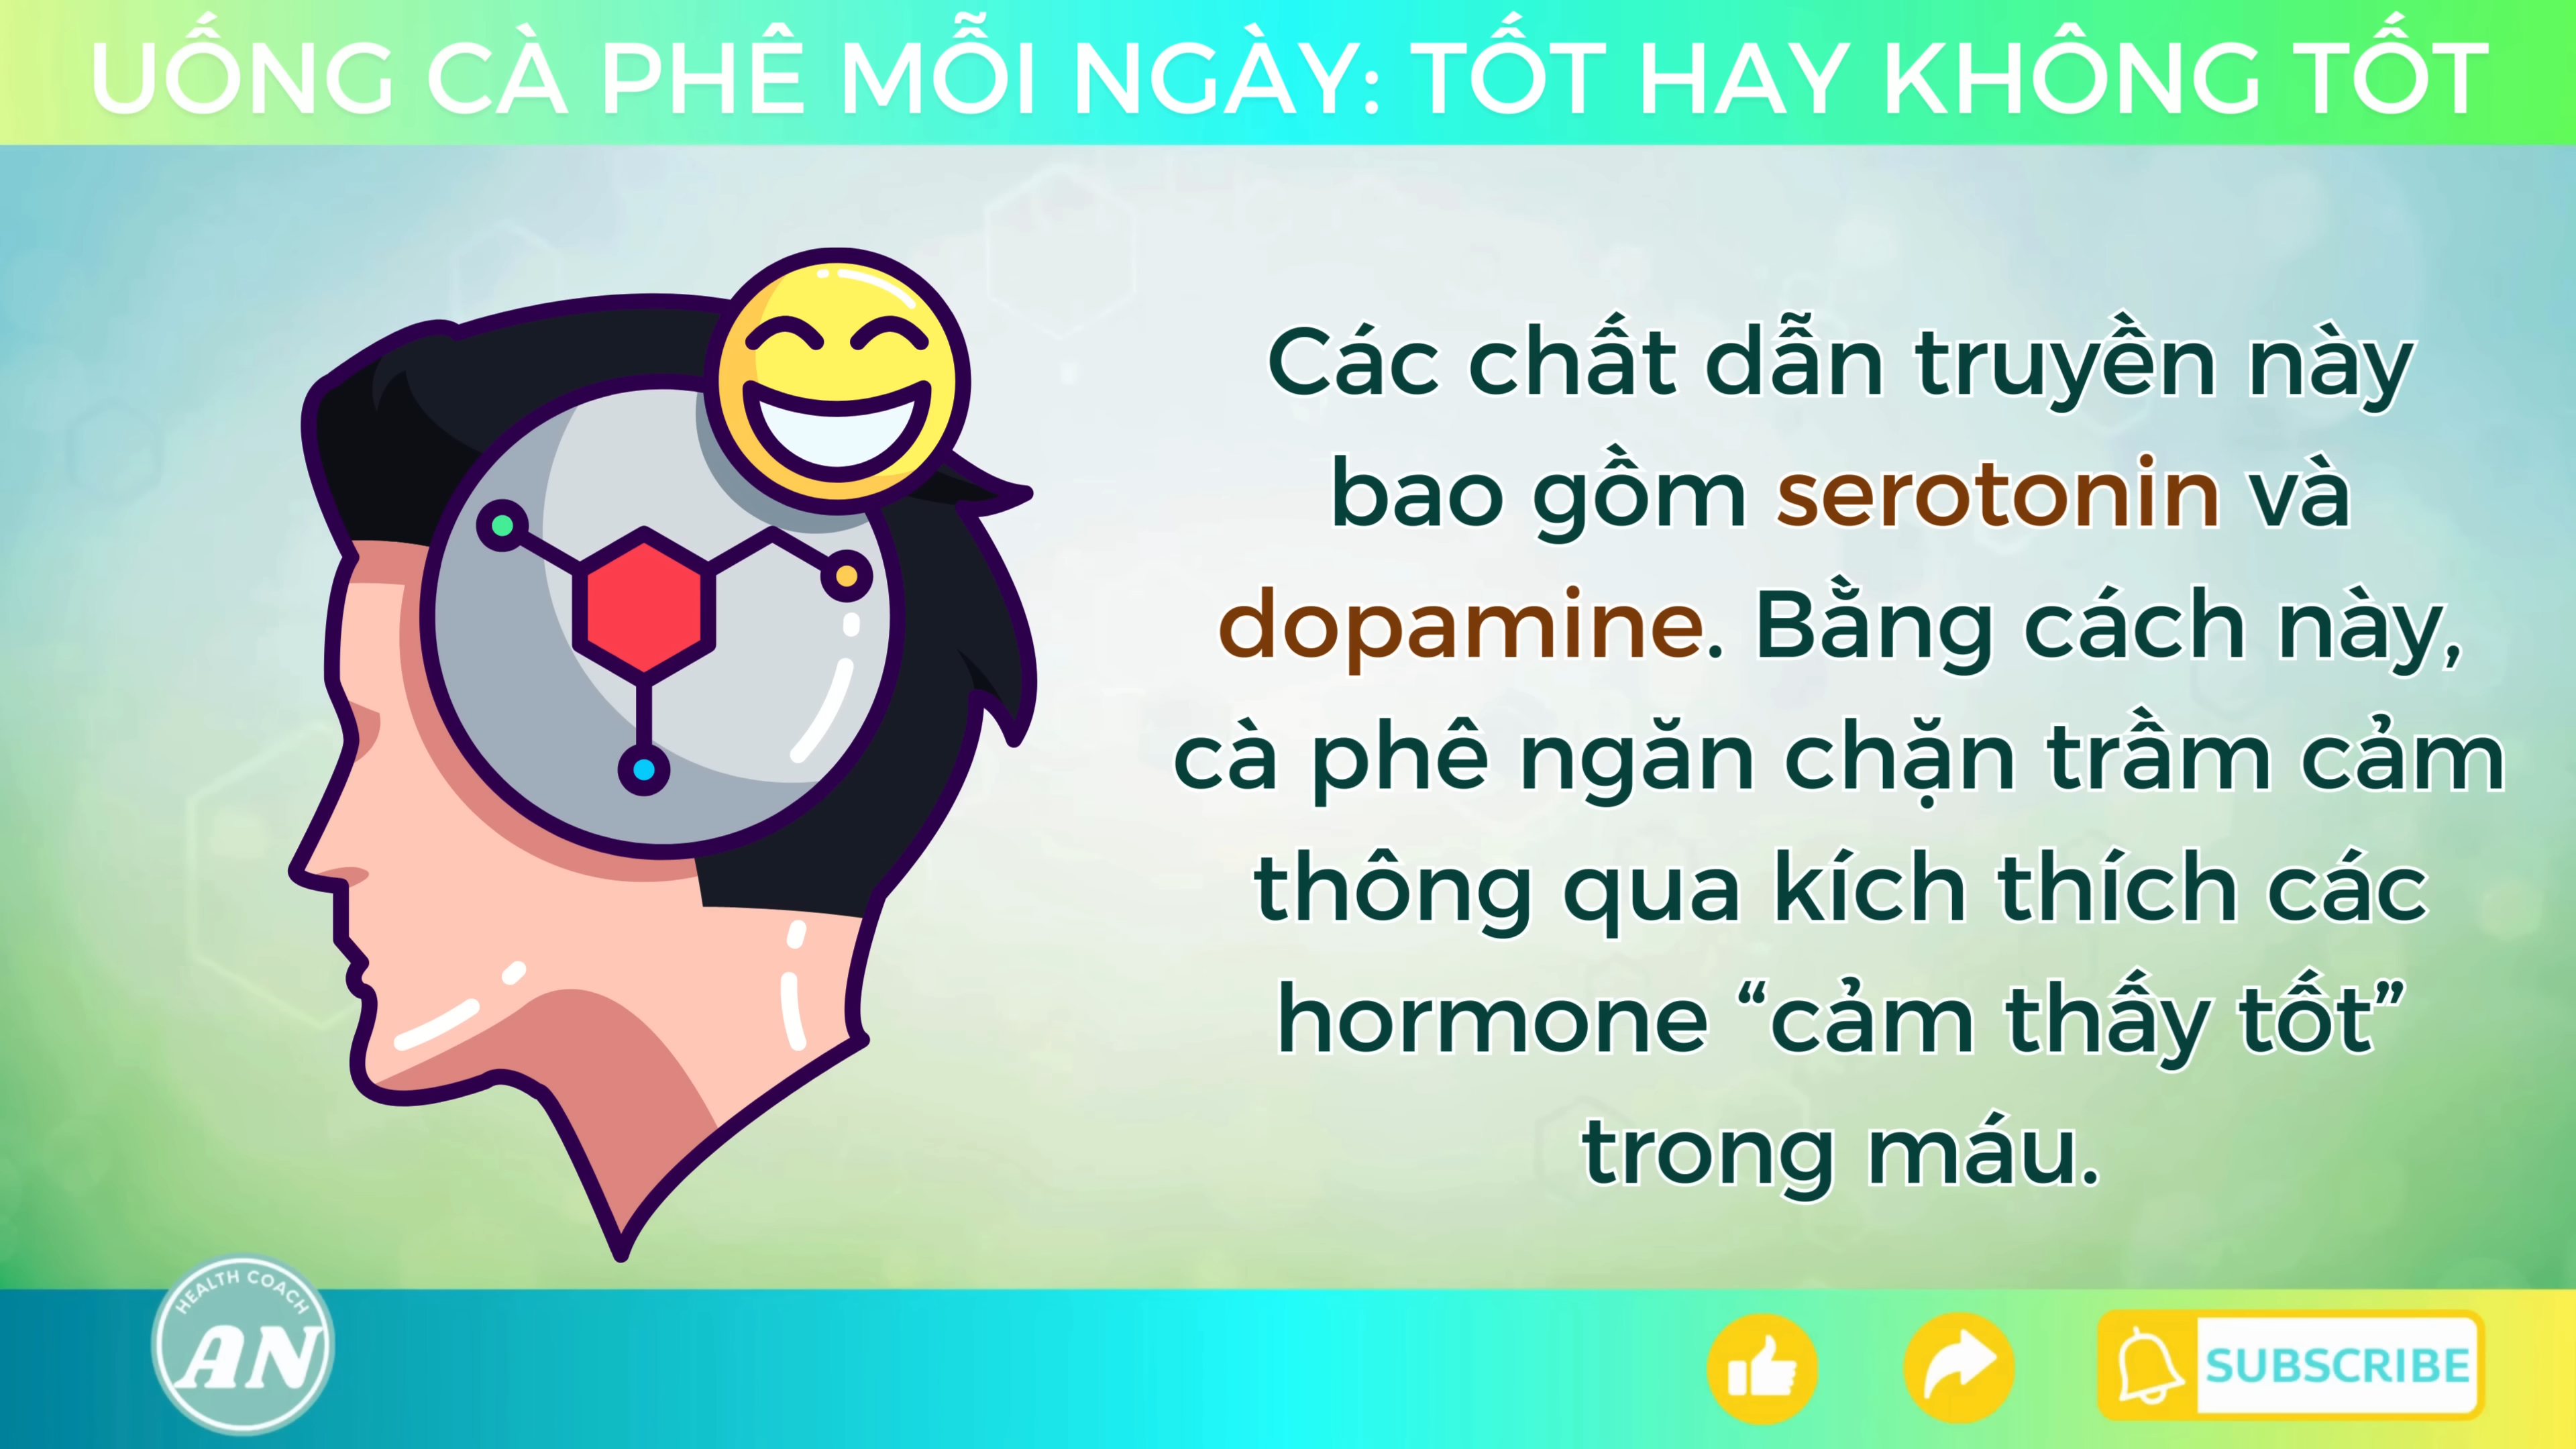 UỐNG CÀ PHÊ MỖI NGÀY: TỐT HAY KHÔNG TỐT
Các chất dẫn truyền này
bao gồm serotonin và
dopamine. Bằng cách này,
cà phê ngăn chặn trầm cảm
thông qua kích thích các
hormone “cảm thấy tốt”
trong máu.
HEALTH COACH
AN
SUBSCRIBE